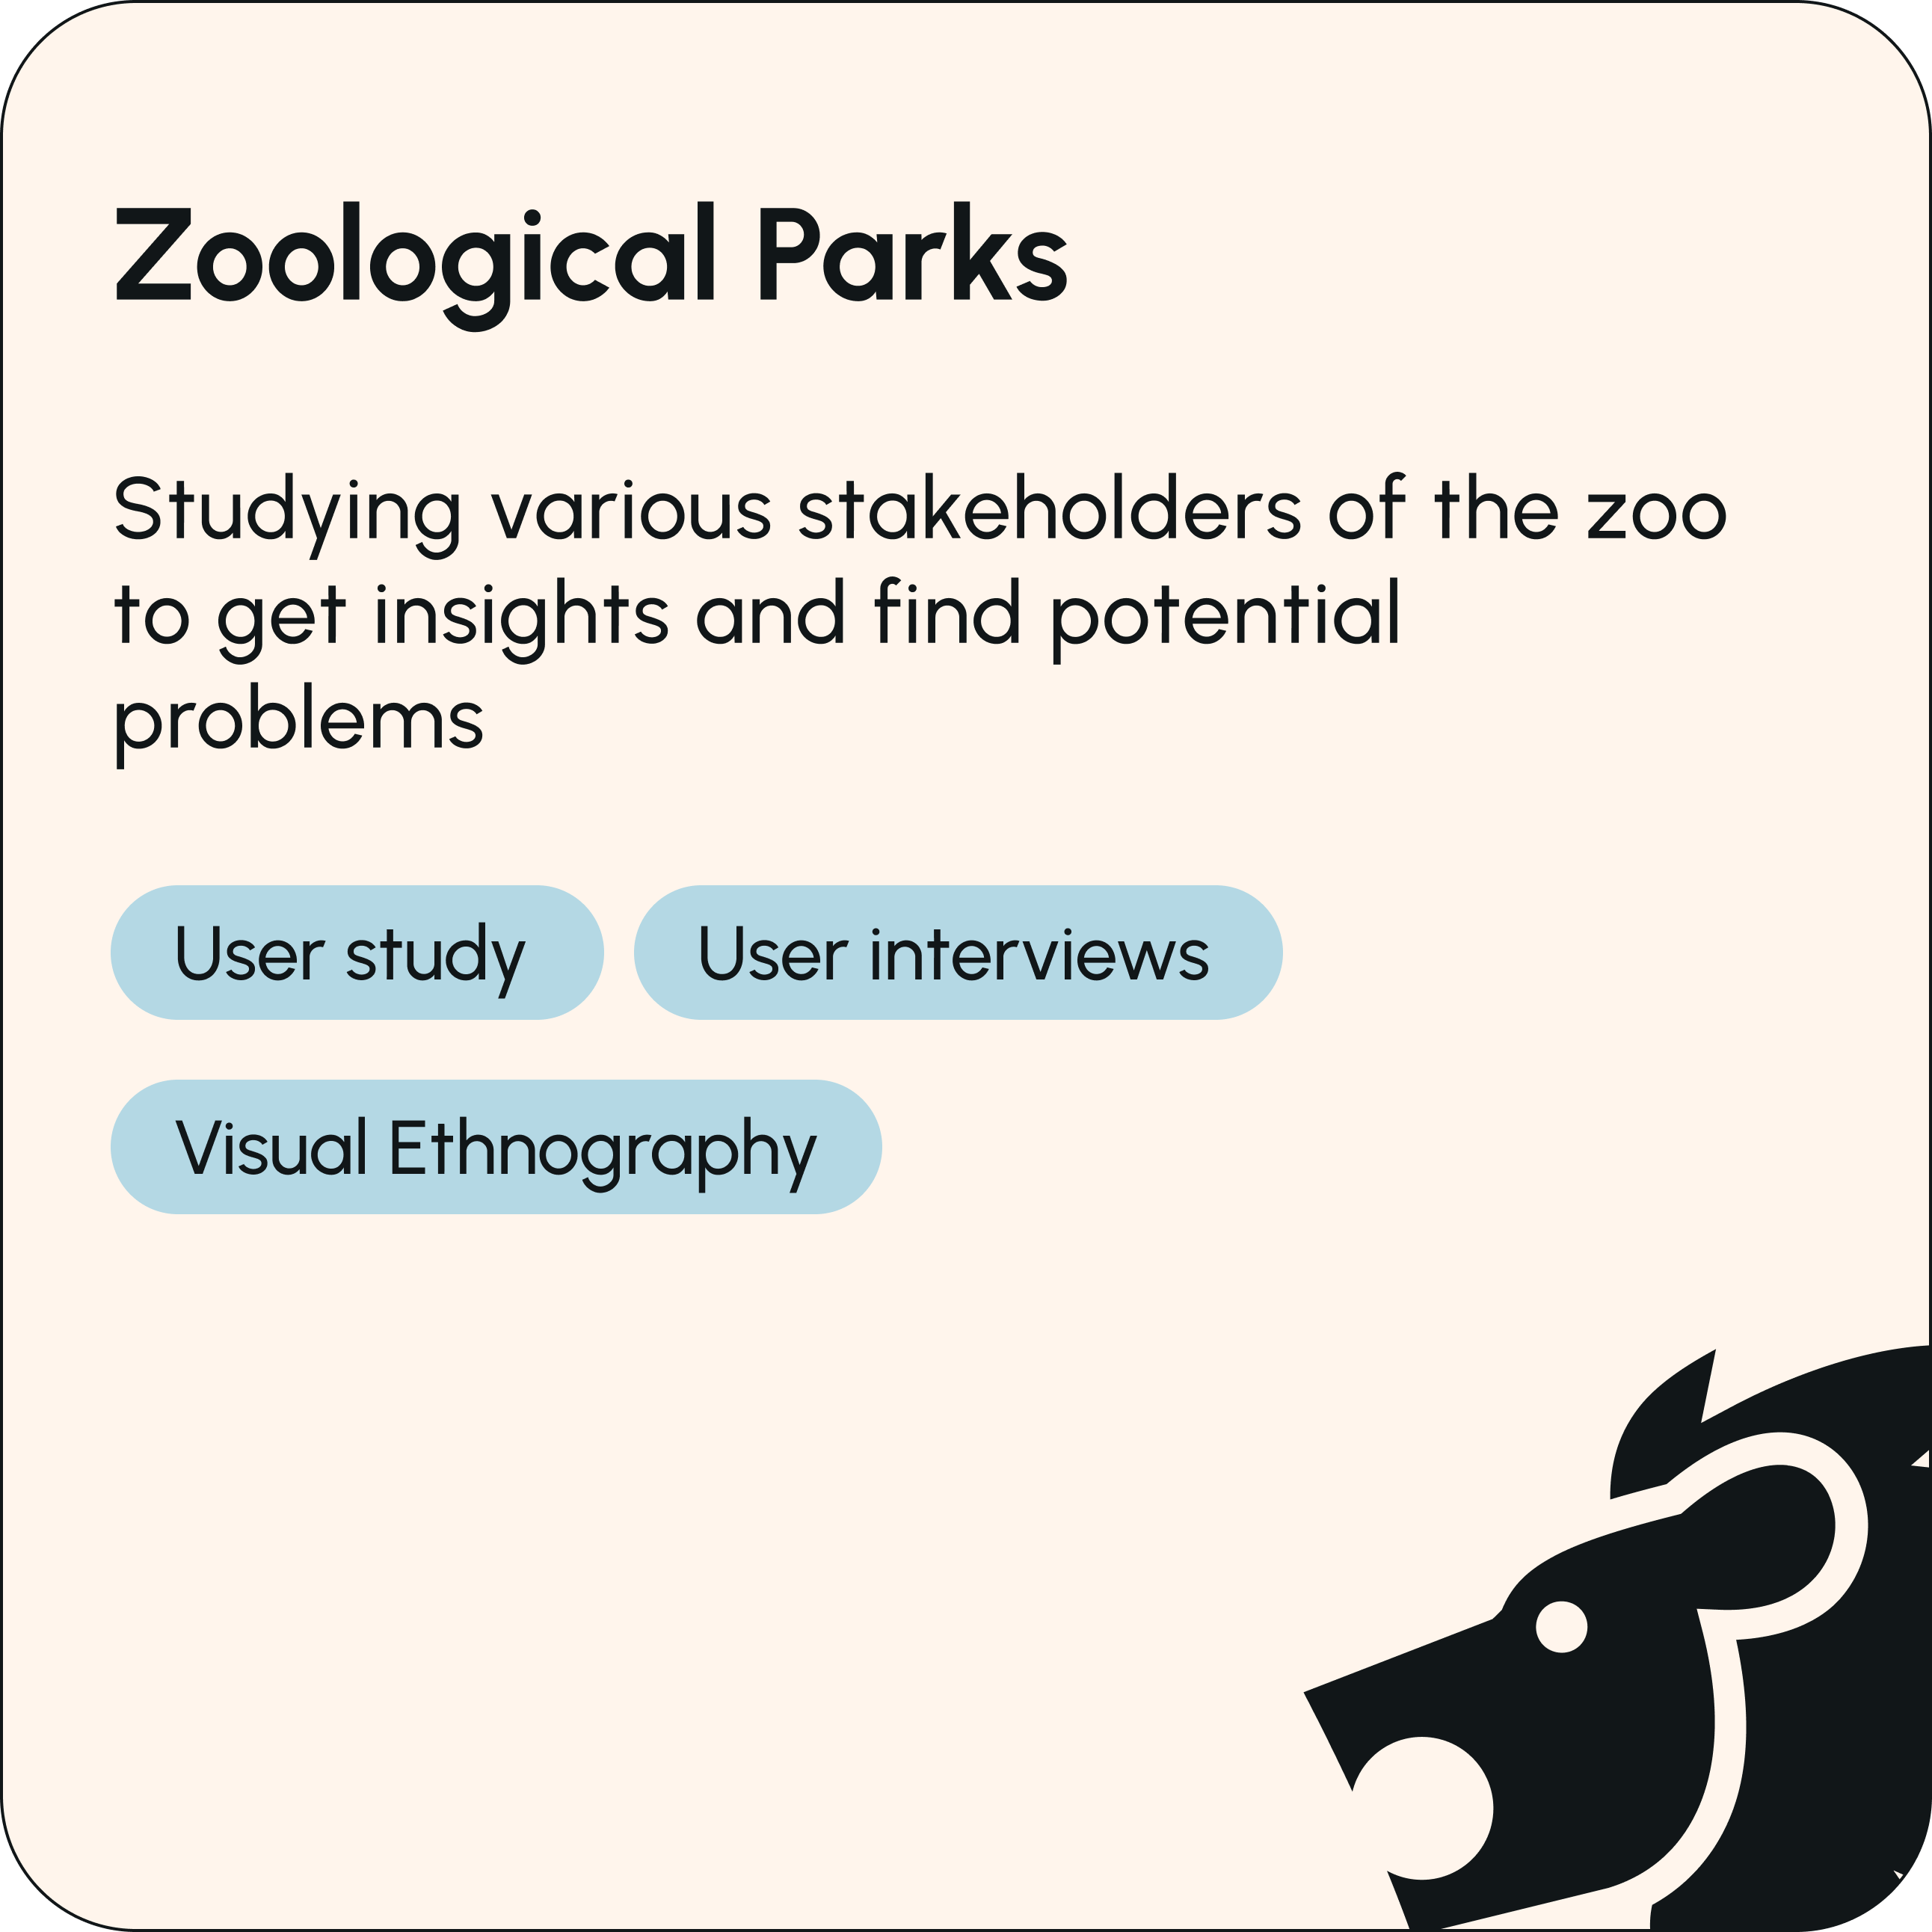 Zoological Parks
Studying various stakeholders of the zoo
to get insights and find potential
problems
User study
User interviews
Visual Ethnography